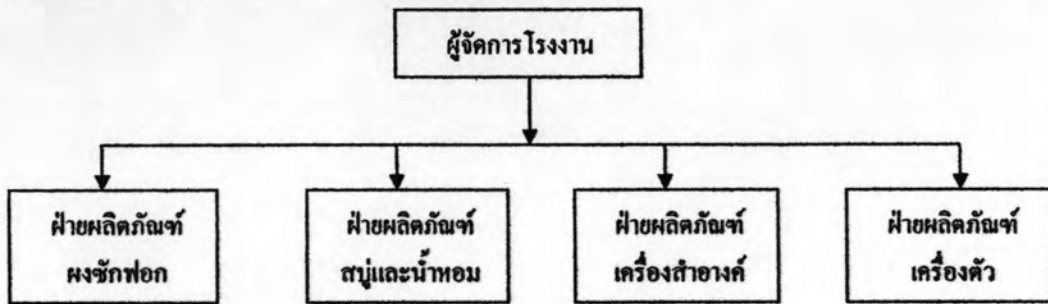 ผู้จัดการโรงงาน
ฝ่ายผลิตภัณฑ์
ผงซักฟอก
ฝ่ายผลิตภัณฑ์
สบู่และน้ำหอม
ฝ่ายผลิตภัณฑ์
เครื่องสำอางค์
ฝ่ายผลิตภัณฑ์
เครื่องตัว